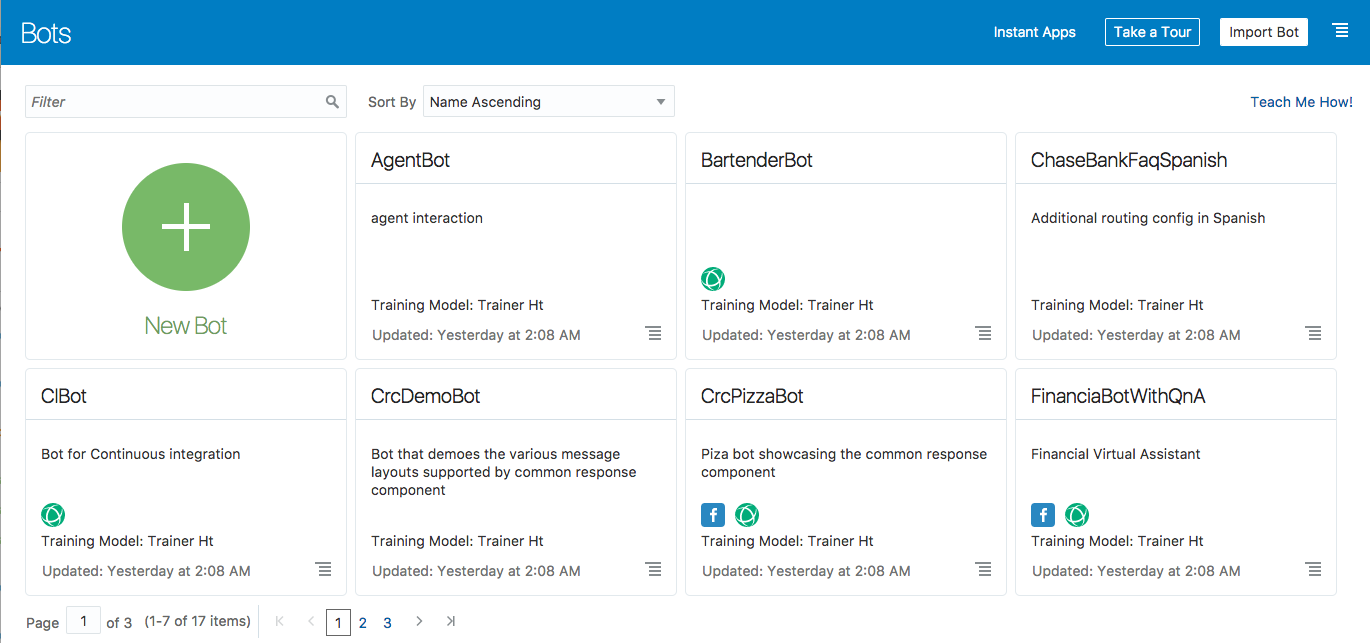 Bots
Instant Apps
Take a Tour
Import Bot
Filter
Sort By
Name Ascending
Teach Me How!
New Bot
AgentBot
agent interaction
Training Model: Trainer Ht
Updated: Yesterday at 2:08 AM
BartenderBot
Training Model: Trainer Ht
Updated: Yesterday at 2:08 AM
ChaseBankFaqSpanish
Additional routing config in Spanish
Training Model: Trainer Ht
Updated: Yesterday at 2:08 AM
CIBot
Bot for Continuous integration
Training Model: Trainer Ht
Updated: Yesterday at 2:08 AM
CrcDemoBot
Bot that demoes the various message
layouts supported by common response
component
Training Model: Trainer Ht
Updated: Yesterday at 2:08 AM
CrcPizzaBot
Piza bot showcasing the common response
component
f
Training Model: Trainer Ht
Updated: Yesterday at 2:08 AM
FinanciaBotWithQnA
Financial Virtual Assistant
f
Training Model: Trainer Ht
Updated: Yesterday at 2:08 AM
Page 1 of 3 (1-7 of 17 items) 1 2 3